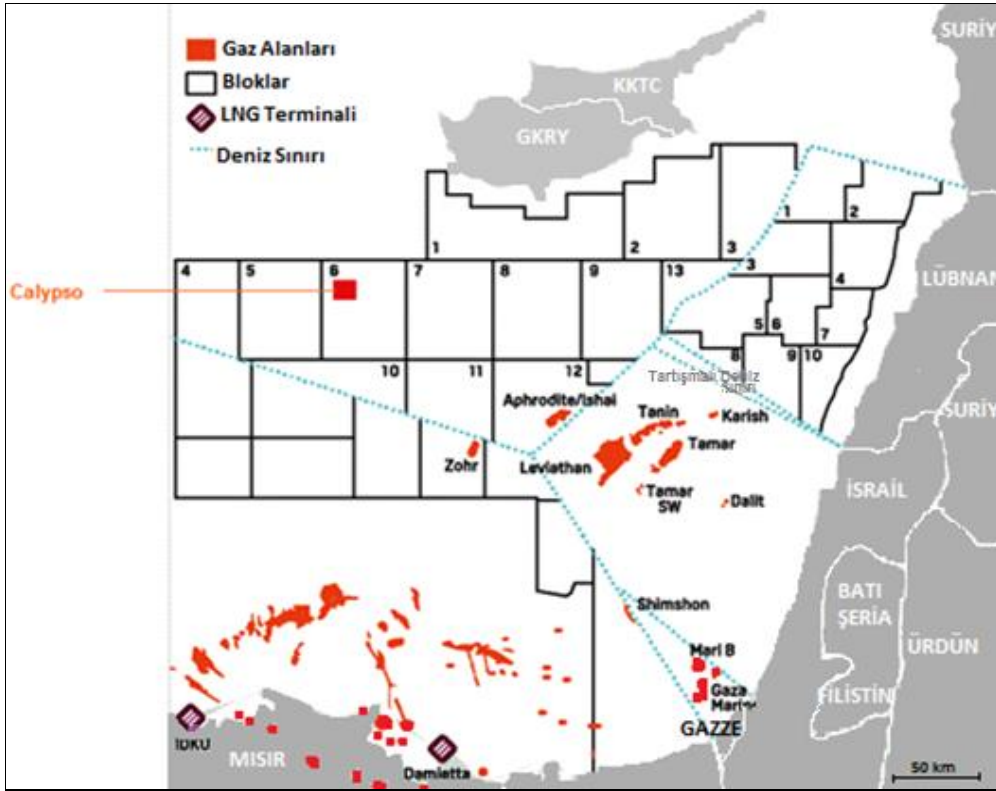 Gaz Alanları
Bloklar
LNG Terminali
Deniz Sınırı
SURİY
KKTC
GKRY
1
2
1
2
3
3
4
4
5
6
7
8
9
13
Calypso
LÜBNAN
5
6
7
8
9
10
10
11
12
Tartışmalı Deniz
Sınırı
SURİY
Aphrodite/Ishai
Tanin
Karish
Zohr
Leviathan
Tamar
Tamar
SW
Dalit
İSRAİL
BATI
ŞERİA
Shimshon
ÜRDÜN
Mari B
Gaza
Marine
FİLİSTİN
GAZZE
IDKU
MISIR
Damietta
50 km